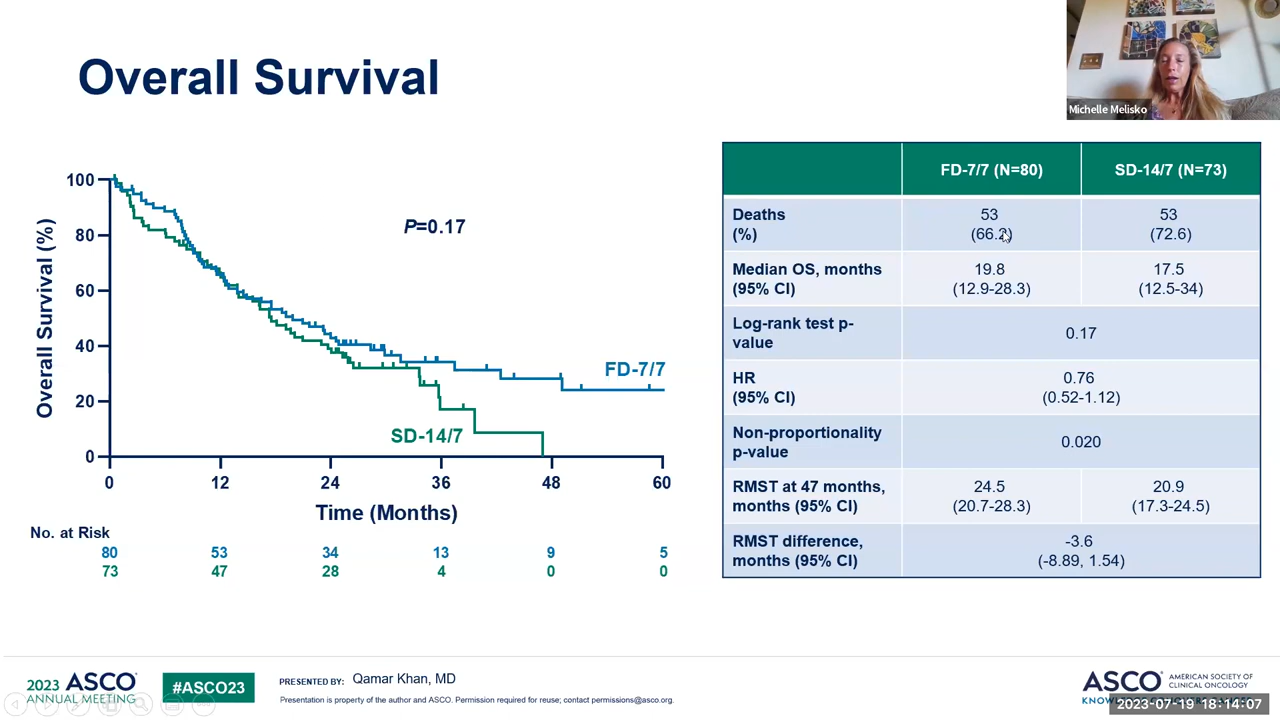 Overall Survival
Michelle Melisko
Overall Survival (%)
100
80
60
40
20
0
P=0.17
FD-7/7
SD-14/7
0 12 24 36 48 60
Time (Months)
No. at Risk
80 53 34 13 9 5
73 47 28 4 0 0
FD-7/7 (N=80) SD-14/7 (N=73)
Deaths 53 53
(%) (66.2) (72.6)
Median OS, months 19.8 17.5
(95% CI) (12.9-28.3) (12.5-34)
Log-rank test p-
value 0.17
HR 0.76
(95% CI) (0.52-1.12)
Non-proportionality
p-value 0.020
RMST at 47 months, 24.5 20.9
months (95% CI) (20.7-28.3) (17.3-24.5)
RMST difference, -3.6
months (95% CI) (-8.89, 1.54)
2023 ASCO
ANNUAL MEETING
#ASCO23
PRESENTED BY: Qamar Khan, MD
Presentation is property of the author and ASCO. Permission required for reuse; contact permissions@asco.org.
ASCO AMERICAN SOCIETY OF
CLINICAL ONCOLOGY
2023-07-19 18:14:07